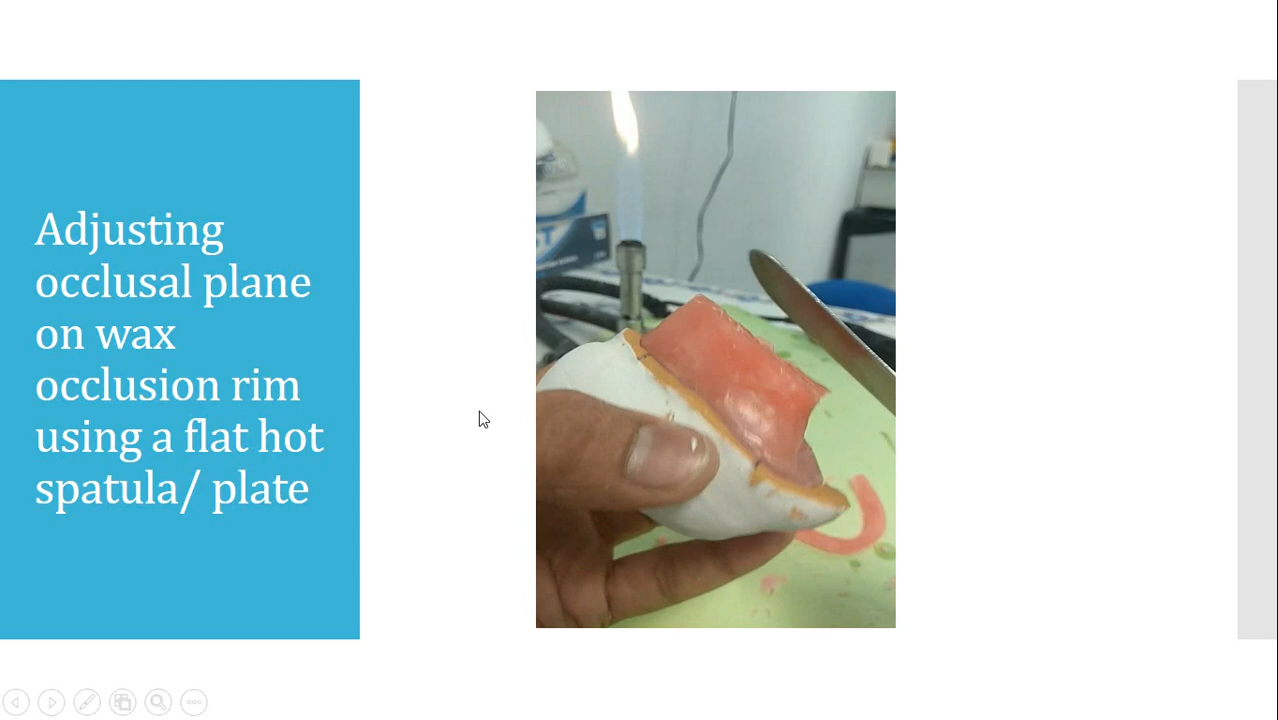 Adjusting
occlusal plane
on wax
occlusion rim
using a flat hot
spatula/ plate